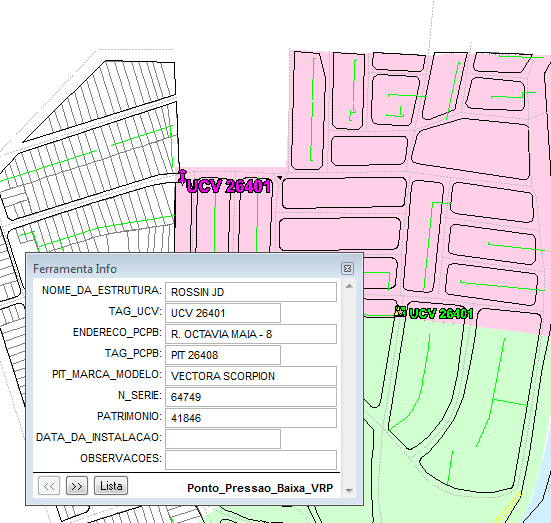 UCV 26401
Ferramenta Info
NOME_DA_ESTRUTURA: ROSSIN JD
TAG_UCV: UCV 26401
ENDERECO_PCPB: R. OCTAVIA MAIA - 8
TAG_PCPB: PIT 26408
PIT_MARCA_MODELO: VECTORA SCORPION
N_SERIE: 64749
PATRIMONIO: 41846
DATA_DA_INSTALACAO:
OBSERVACOES:
<< >> Lista Ponto_Pressao_Baixa_VRP
UCV 26401